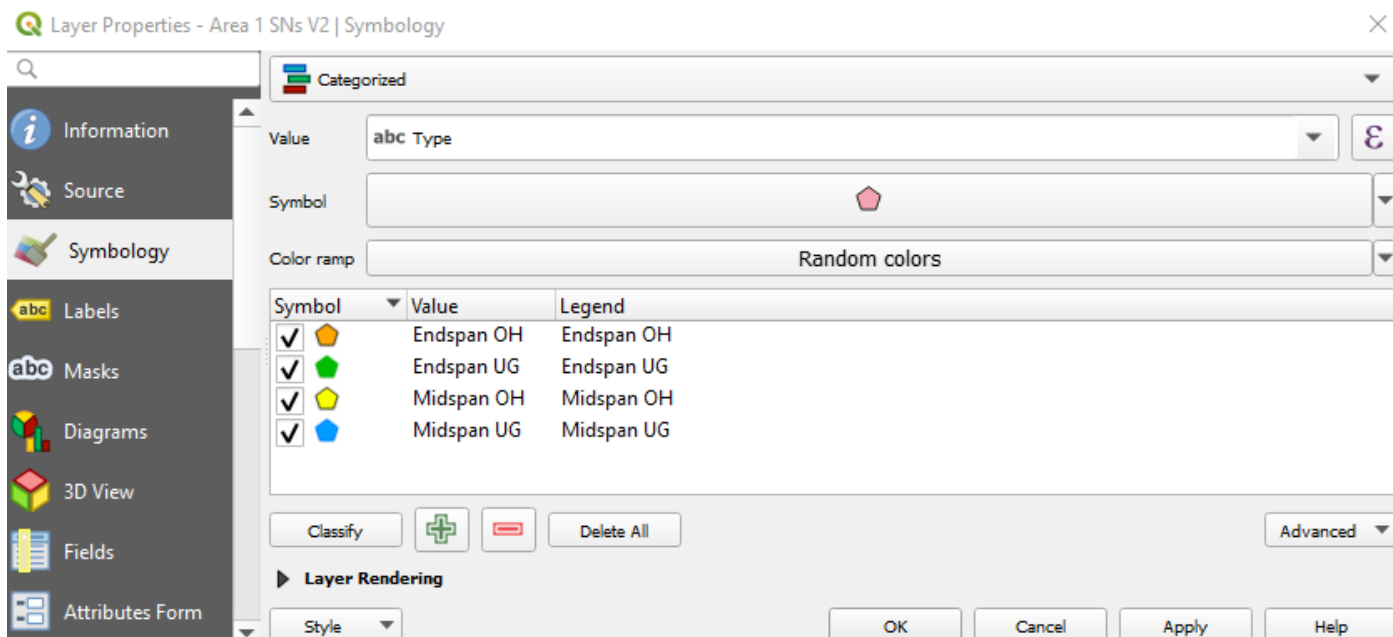 Layer Properties - Area 1 SNs V2 | Symbology
Categorized
Information
Value abc Type ε
Source
Symbol
Symbology
Color ramp Random colors
abc Labels
Symbol Value Legend
Endspan OH Endspan OH
Endspan UG Endspan UG
abc Masks
Midspan OH Midspan OH
Midspan UG Midspan UG
Diagrams
3D View
Classify Delete All Advanced
Fields
Layer Rendering
Attributes Form
Style OK Cancel Apply Help